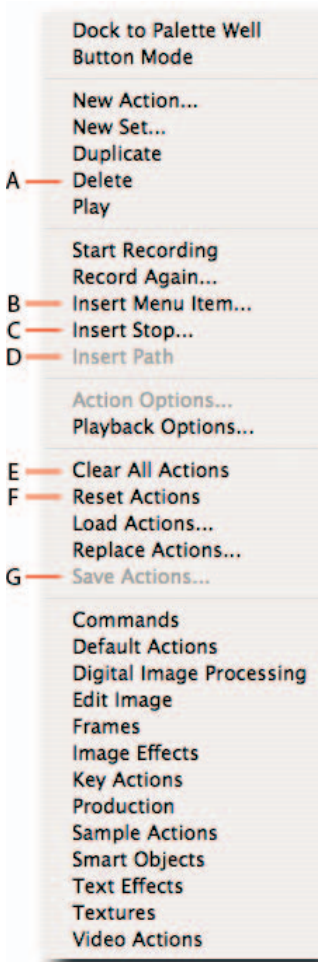 Dock to Palette Well
Button Mode
New Action...
New Set...
Duplicate
A Delete
Play
Start Recording
Record Again...
B Insert Menu Item...
C Insert Stop...
D Insert Path
Action Options...
Playback Options...
E Clear All Actions
F Reset Actions
Load Actions...
Replace Actions...
G Save Actions...
Commands
Default Actions
Digital Image Processing
Edit Image
Frames
Image Effects
Key Actions
Production
Sample Actions
Smart Objects
Text Effects
Textures
Video Actions